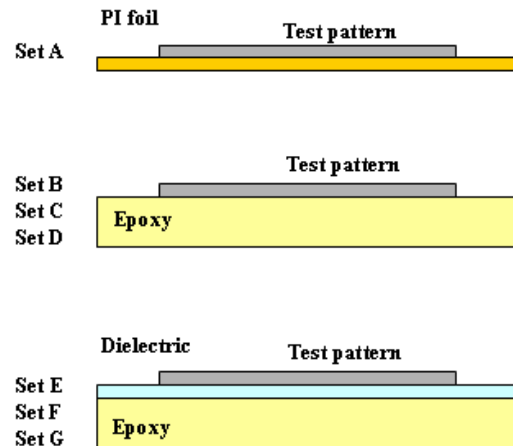 PI foil
Test pattern
Set A
Test pattern
Set B
Set C
Epoxy
Set D
Dielectric
Test pattern
Set E
Set F
Epoxy
Set G